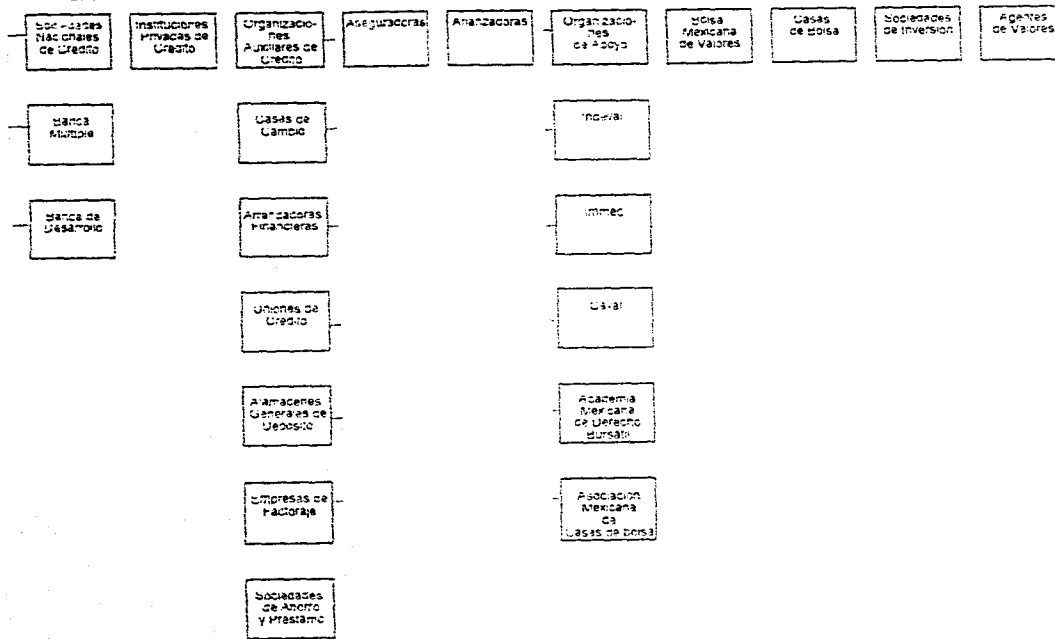 Sociedades
Nacionales
de Crédito
Instituciones
Privadas de
Crédito
Organizacio-
nes
Auxiliares de
Crédito
Aseguradoras
Afianzadoras
Organizacio-
nes
de Apoyo
Bolsa
Mexicana
de Valores
Casas
de Bolsa
Sociedades
de Inversión
Agentes
de Valores
Banca
Múltiple
Casas de
Cambio
Indeval
Banca de
Desarrollo
Arrendadoras
Financieras
Immec
Uniones de
Crédito
Generales de
Depósito
Academia
Mexicana
de Derecho
Bursátil
Empresas de
Factoraje
Asociación
Mexicana
de
Casas de bolsa
Sociedades
de Ahorro
y Préstamo